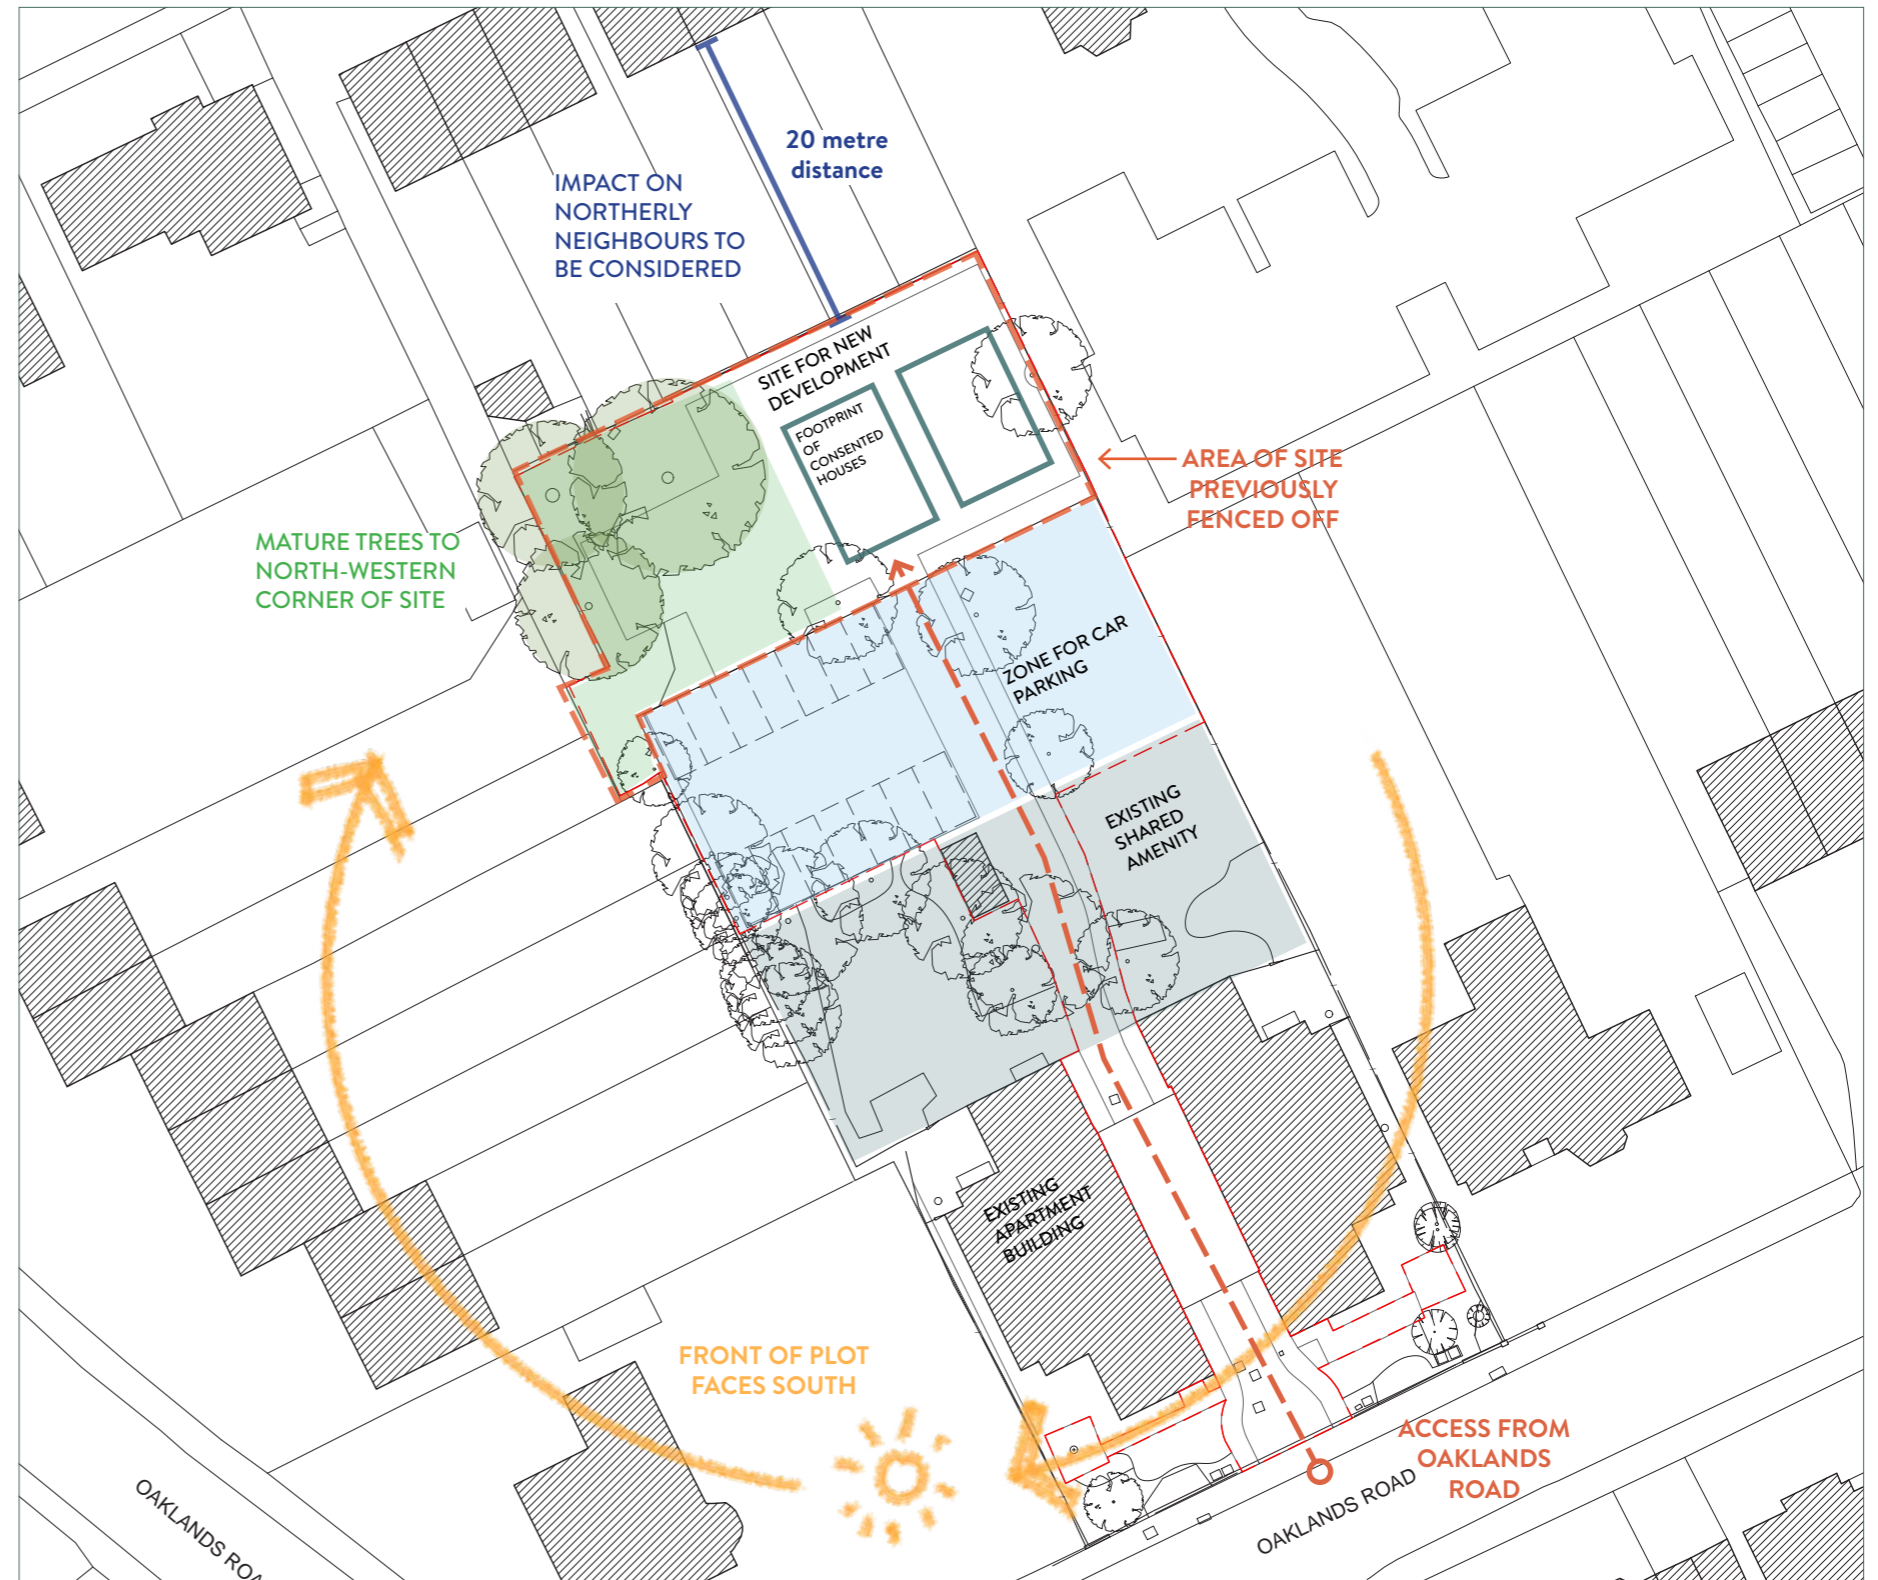 20 metre
distance
IMPACT ON
NORTHERLY
NEIGHBOURS TO
BE CONSIDERED
SITE FOR NEW
DEVELOPMENT
FOOTPRINT
OF
CONSENTED
HOUSES
AREA OF SITE
PREVIOUSLY
FENCED OFF
MATURE TREES TO
NORTH-WESTERN
CORNER OF SITE
ZONE FOR CAR
PARKING
EXISTING
SHARED
AMENITY
EXISTING
APARTMENT
BUILDING
FRONT OF PLOT
FACES SOUTH
ACCESS FROM
OAKLANDS
ROAD
OAKLANDS ROAD
OAKLANDS ROA